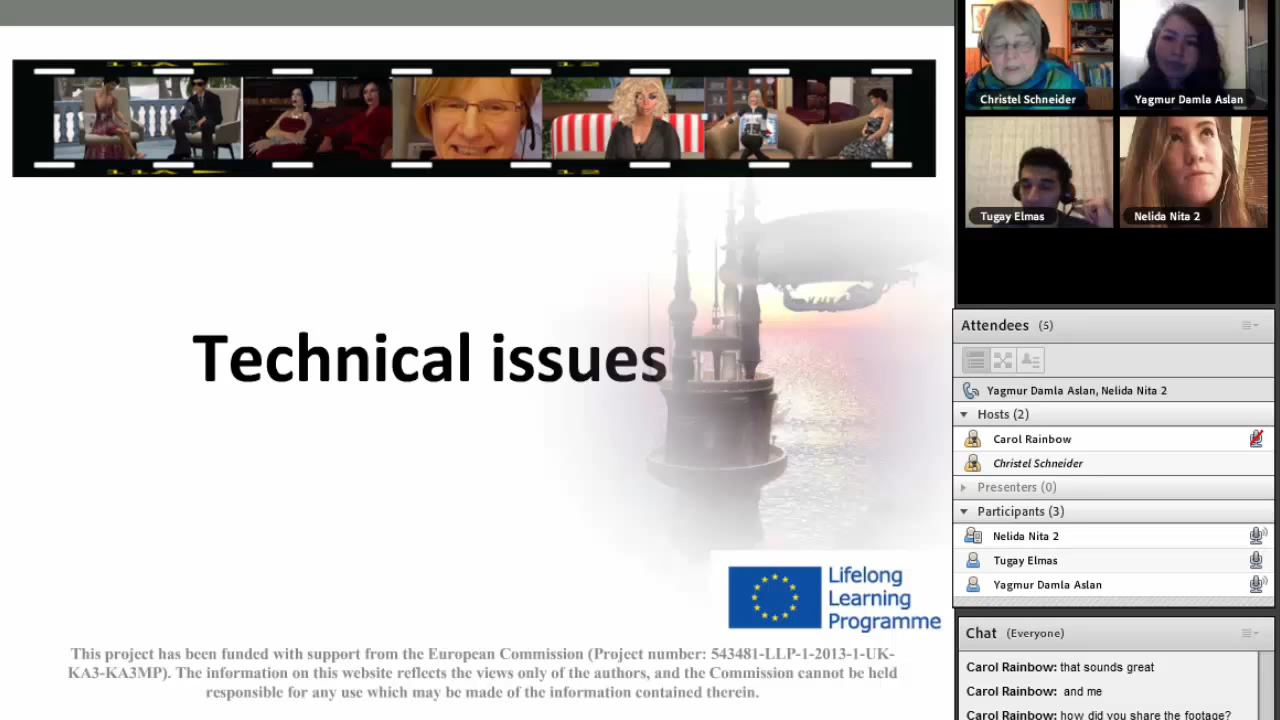 Technical issues
Lifelong
Learning
Programme
This project has been funded with support from the European Commission (Project number: 543481-LLP-1-2013-1-UK-
KA3-KA3MP). The information on this website reflects the views only of the authors, and the Commission cannot be held
responsible for any use which may be made of the information contained therein.
Christel Schneider
Yagmur Damla Aslan
Tugay Elmas
Nelida Nita 2
Attendees (5)
Yagmur Damla Aslan, Nelida Nita 2
Hosts (2)
Carol Rainbow
Christel Schneider
Presenters (0)
Participants (3)
Nelida Nita 2
Tugay Elmas
Yagmur Damla Aslan
Chat (Everyone)
Carol Rainbow: that sounds great
Carol Rainbow: and me
Carol Rainbow: how did you share the footage?